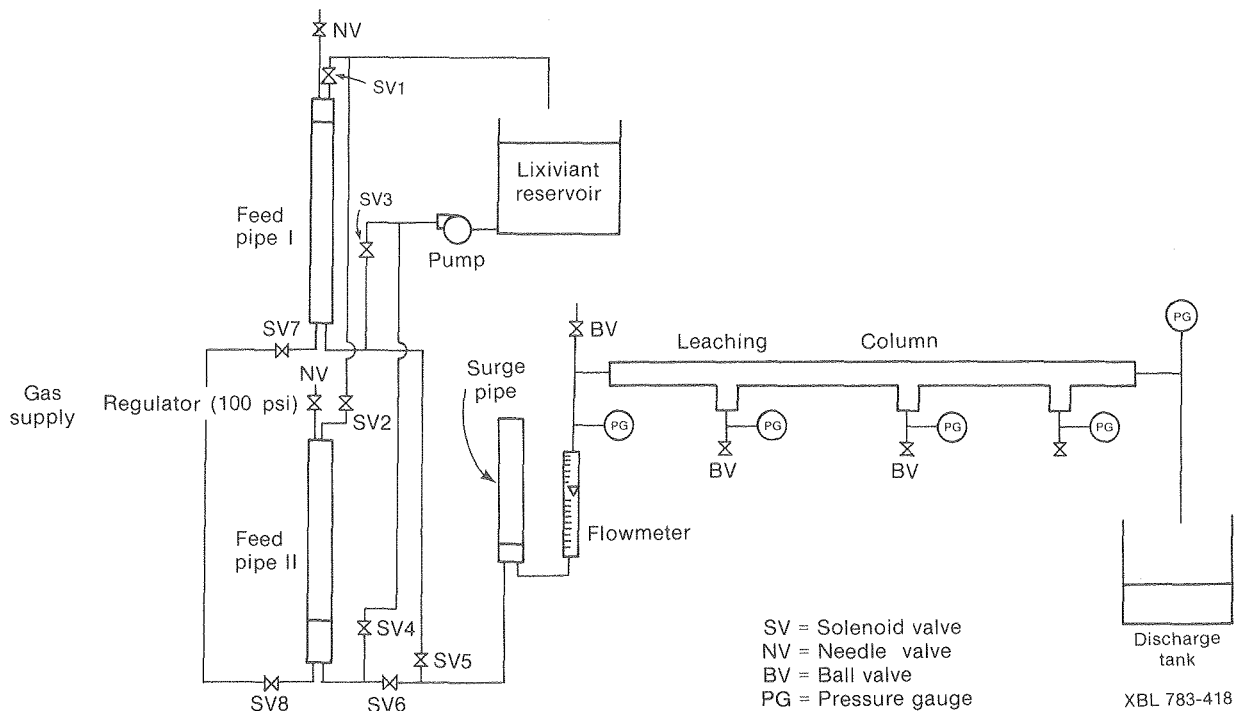 NV
SV1
Lixiviant
reservoir
SV3
Feed
pipe I
Pump
SV7
BV
Leaching Column
PG
Surge
pipe
NV
Gas
supply
Regulator (100 psi)
SV2
PG
PG
PG
PG
BV
BV
Feed
pipe II
Flowmeter
SV4
SV5
SV8
SV6
SV = Solenoid valve
NV = Needle valve
BV = Ball valve
PG = Pressure gauge
Discharge
tank
XBL 783-418